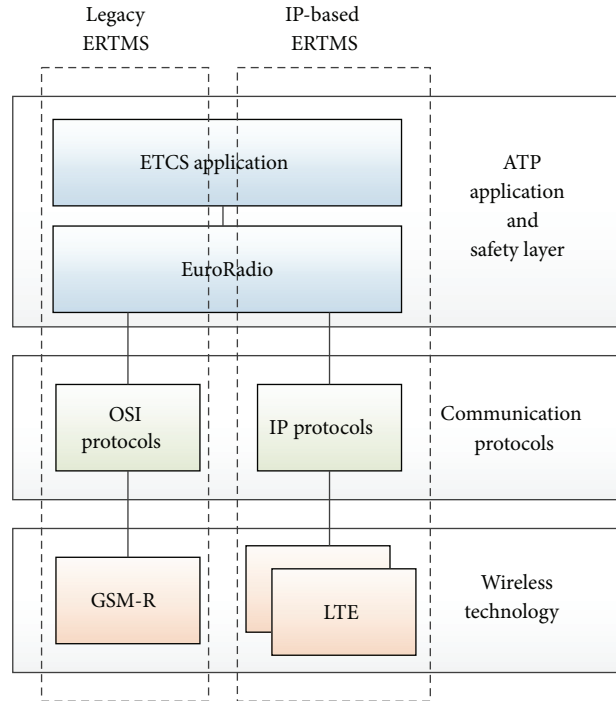 Legacy
ERTMS
IP-based
ERTMS
ETCS application
EuroRadio
ATP
application
and
safety layer
OSI
protocols
IP protocols
Communication
protocols
GSM-R
LTE
Wireless
technology